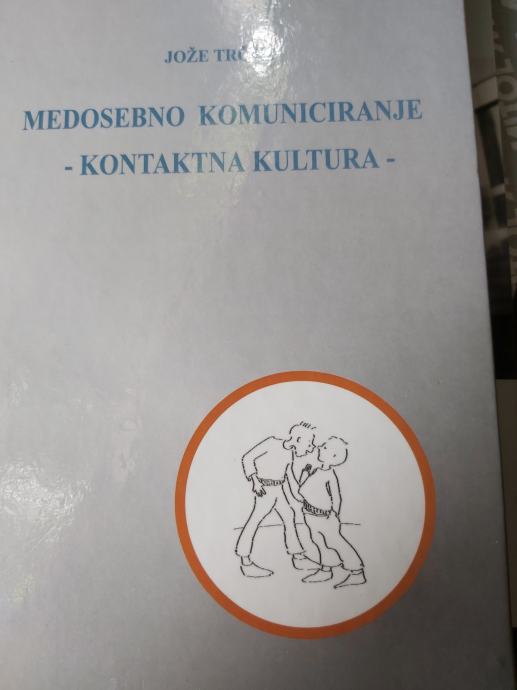 JOŽE
MEDOSEBNO KOMUNICIRANJE
- KONTAKTNA KULTURA -